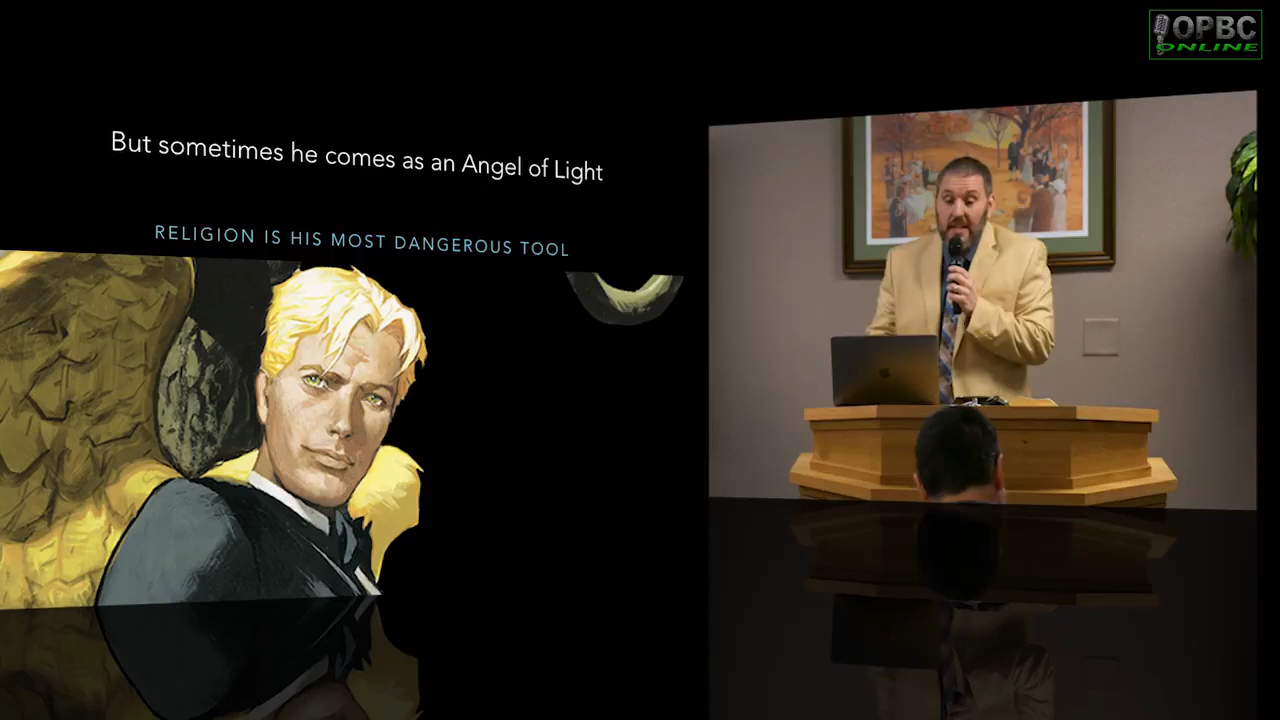 OPBC
ONLINE
But sometimes he comes as an Angel of Light
RELIGION IS HIS MOST DANGEROUS TOOL